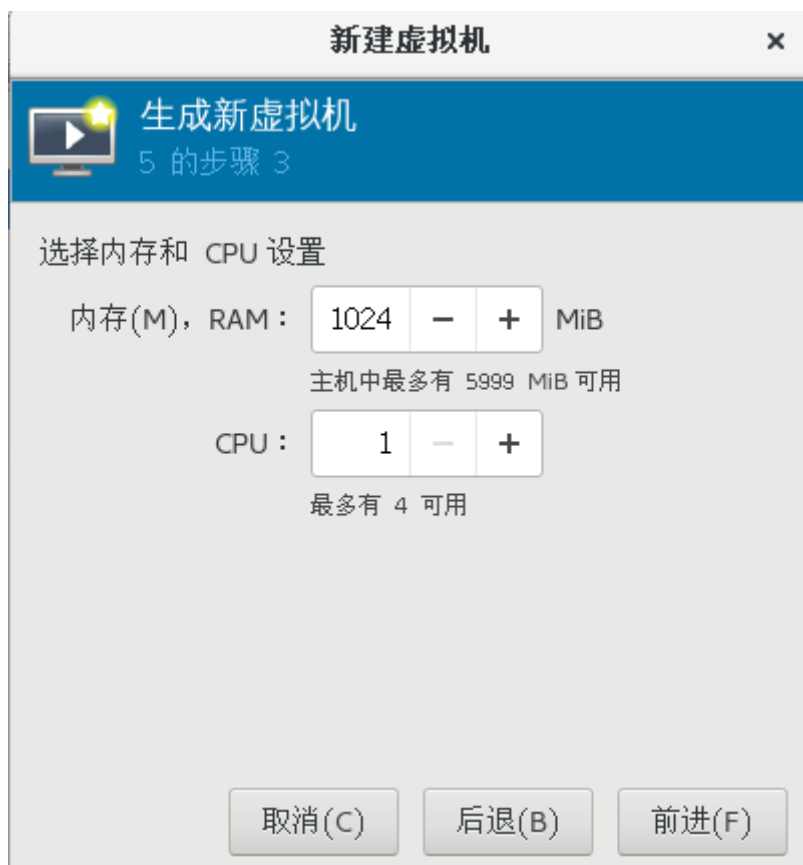 新建虚拟机 ×
生成新虚拟机
5 的步骤 3
选择内存和 CPU 设置
内存(M)，RAM： 1024 − + MiB
主机中最多有 5999 MiB 可用
CPU： 1 − +
最多有 4 可用
取消(C) 后退(B) 前进(F)